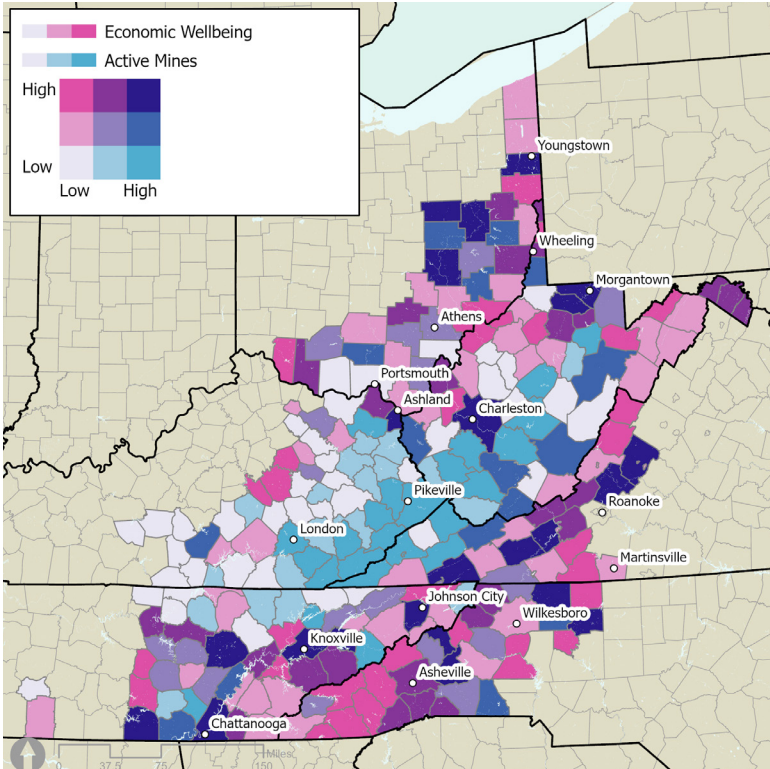 Economic Wellbeing
Active Mines
High
Low
Low High
Youngstown
Wheeling
Morgantown
Athens
Portsmouth
Ashland
Charleston
Pikeville
Roanoke
London
Martinsville
Johnson City
Wilkesboro
Knoxville
Asheville
Chattanooga
Miles
0 37.5 75 150